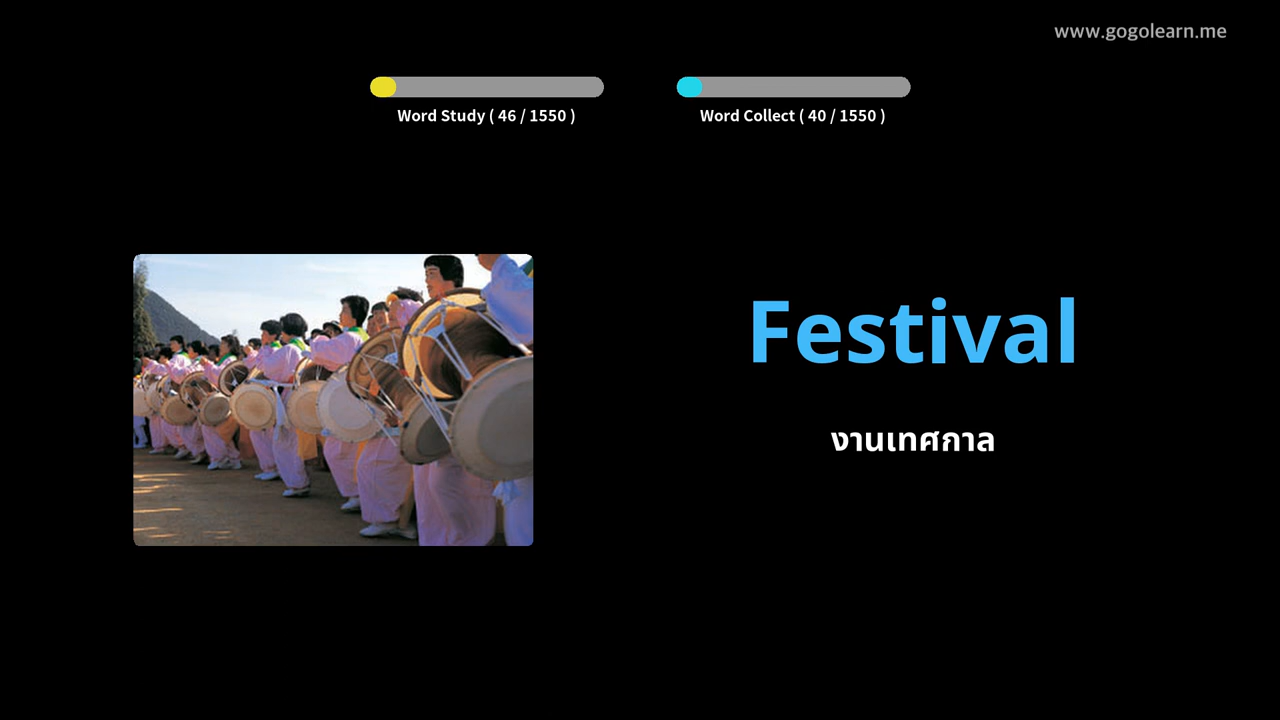 www.gogolearn.me
Word Study ( 46 / 1550 )
Word Collect ( 40 / 1550 )
Festival
งานเทศกาล